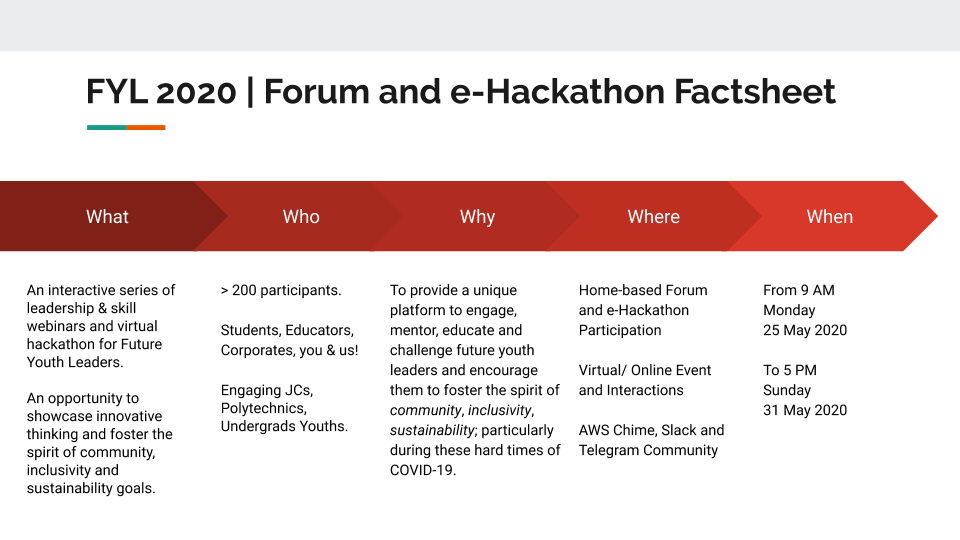 FYL 2020 | Forum and e-Hackathon Factsheet
What
Who
Why
Where
When
An interactive series of
leadership & skill
webinars and virtual
hackathon for Future
Youth Leaders.
An opportunity to
showcase innovative
thinking and foster the
spirit of community,
inclusivity and
sustainability goals.
> 200 participants.
Students, Educators,
Corporates, you & us!
Engaging JCs,
Polytechnics,
Undergrads Youths.
To provide a unique
platform to engage,
mentor, educate and
challenge future youth
leaders and encourage
them to foster the spirit of
community, inclusivity,
sustainability; particularly
during these hard times of
COVID-19.
Home-based Forum
and e-Hackathon
Participation
Virtual/ Online Event
and Interactions
AWS Chime, Slack and
Telegram Community
From 9 AM
Monday
25 May 2020
To 5 PM
Sunday
31 May 2020